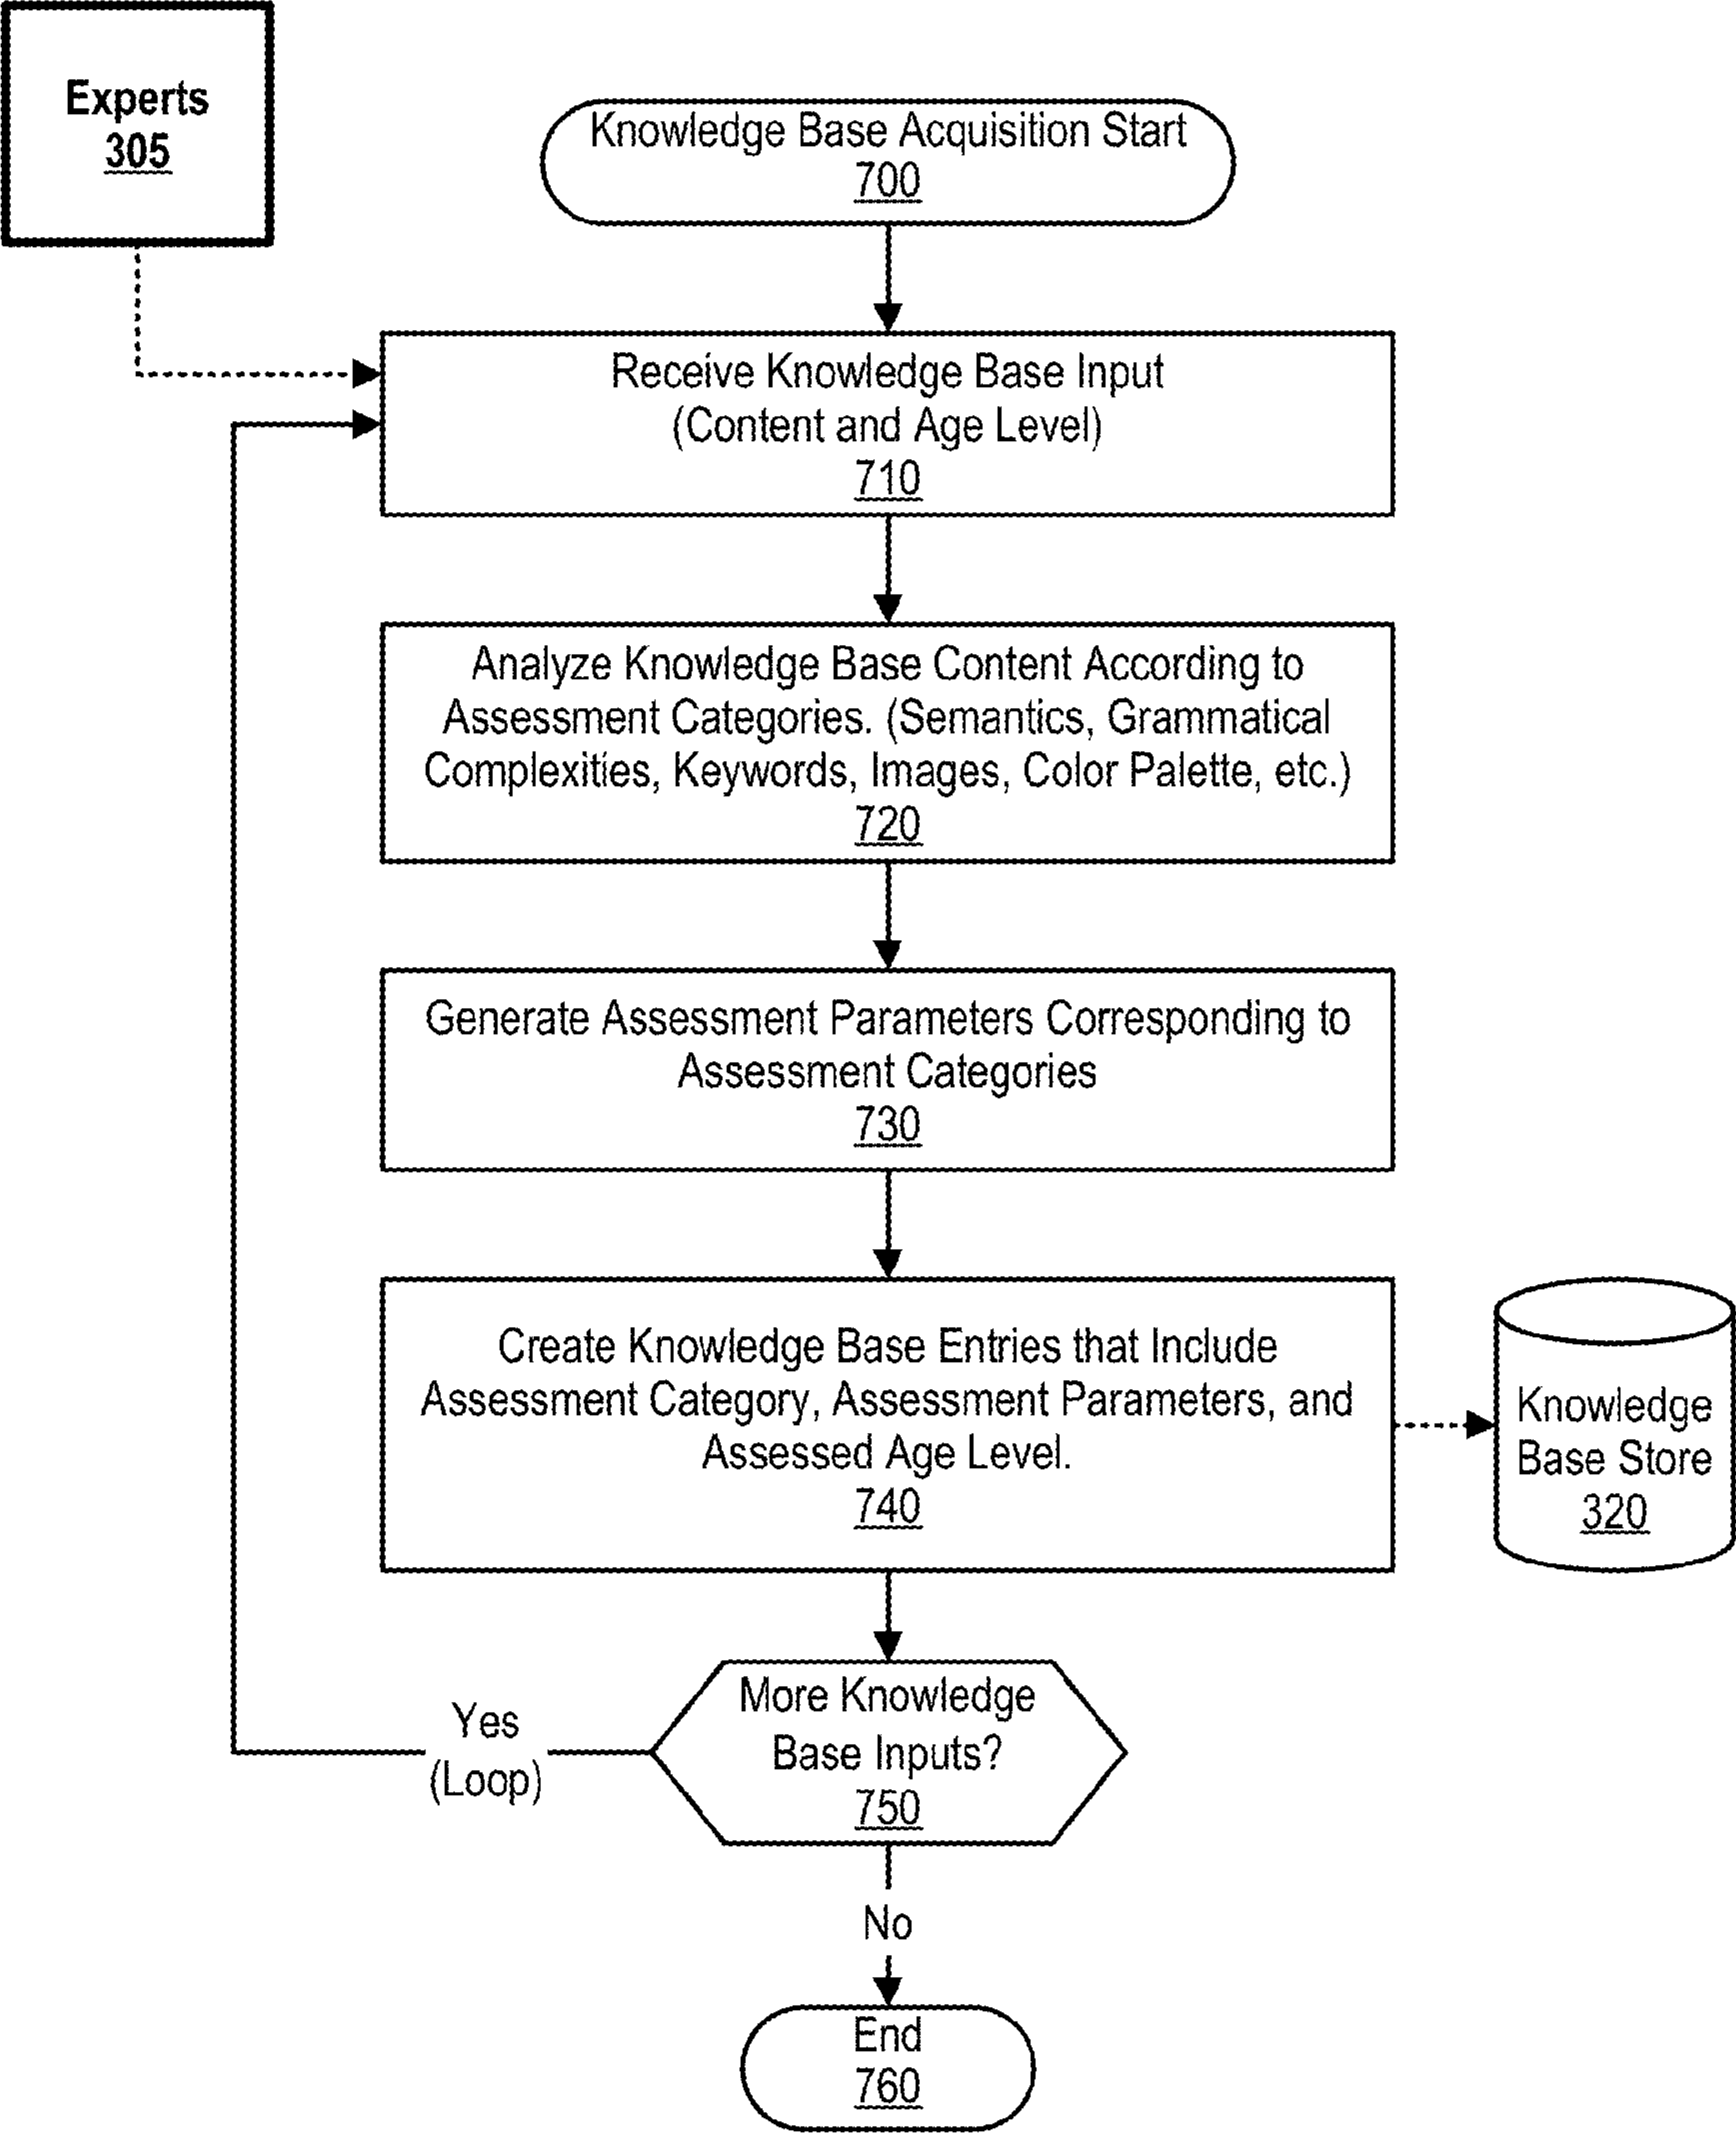 Experts
305
Knowledge Base Acquisition Start
700
Receive Knowledge Base Input
(Content and Age Level)
710
Analyze Knowledge Base Content According to
Assessment Categories. (Semantics, Grammatical
Complexities, Keywords, Images, Color Palette, etc.)
720
Generate Assessment Parameters Corresponding to
Assessment Categories
730
Create Knowledge Base Entries that Include
Assessment Category, Assessment Parameters, and
Assessed Age Level.
740
Knowledge
Base Store
320
More Knowledge
Base Inputs?
750
Yes
(Loop)
No
End
760